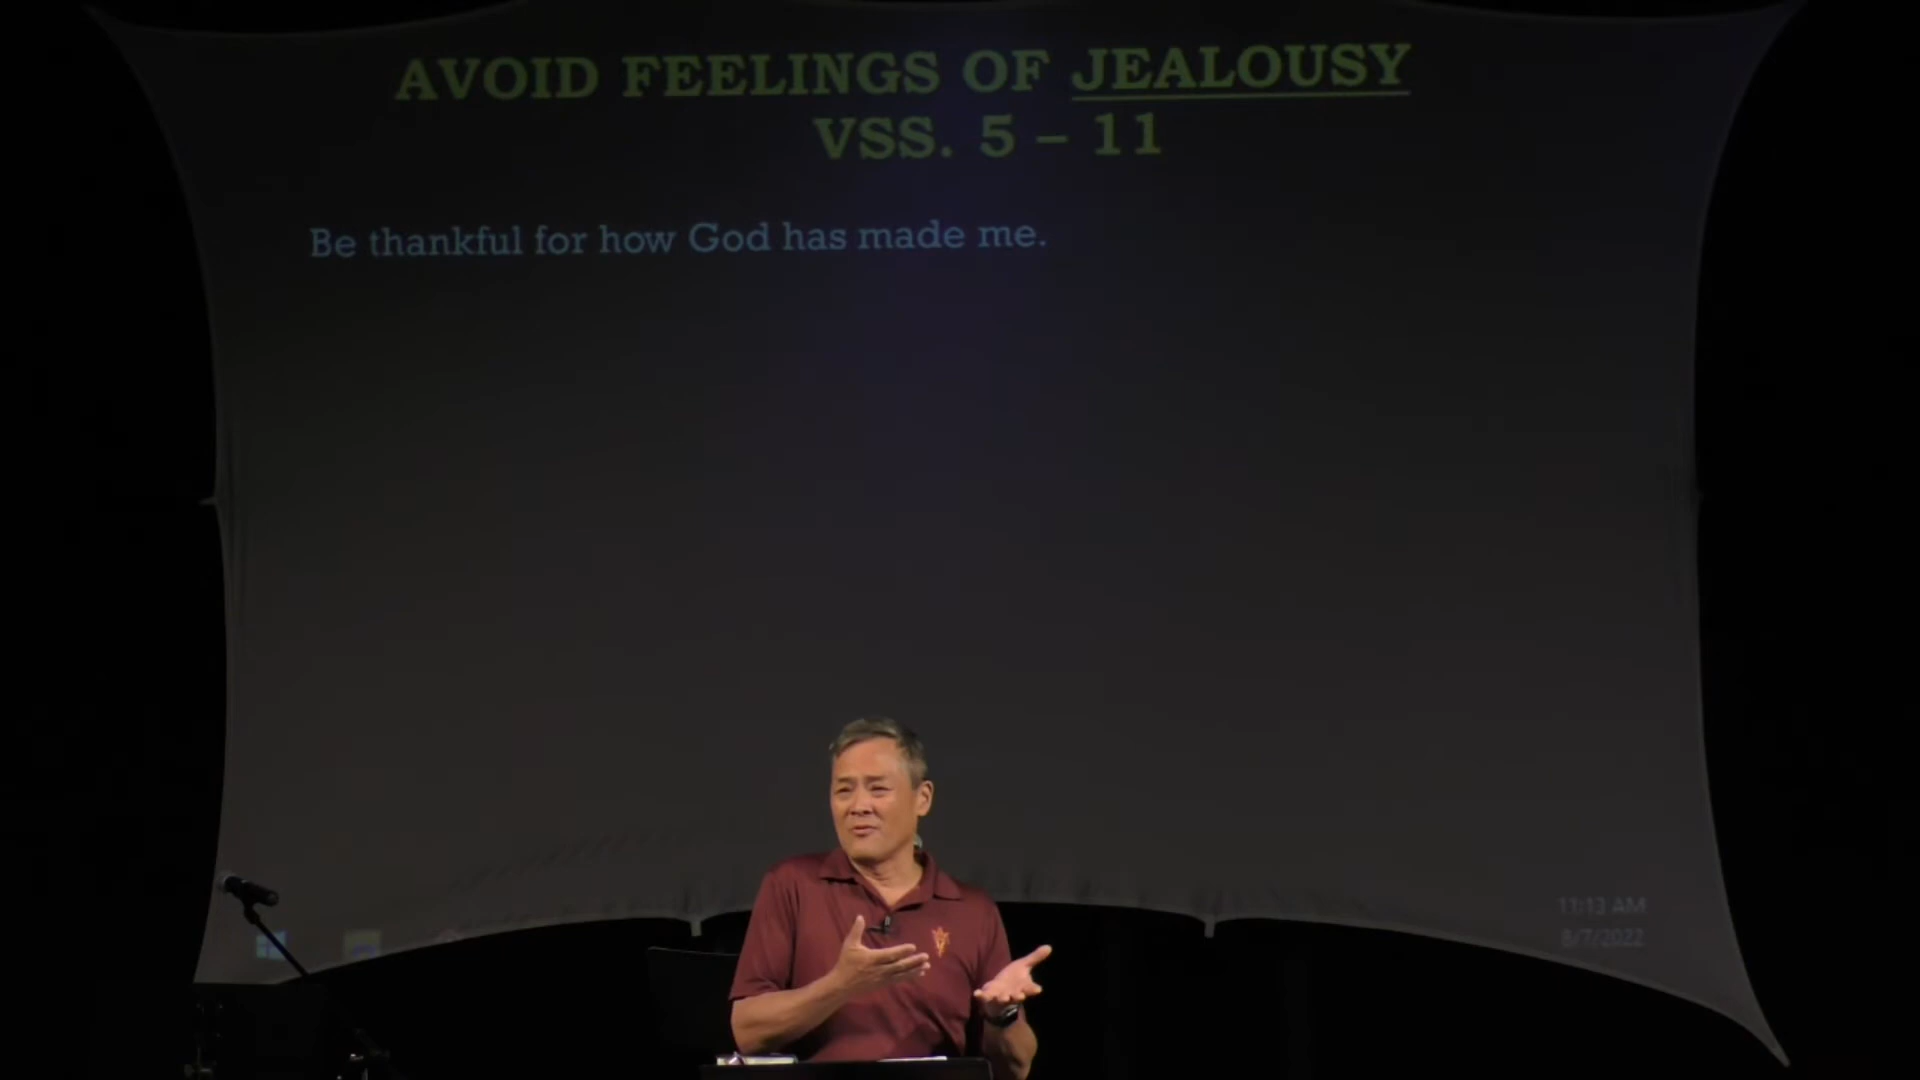 AVOID FEELINGS OF JEALOUSY
VSS. 5 – 11
Be thankful for how God has made me.
11:13 AM
8/7/2022